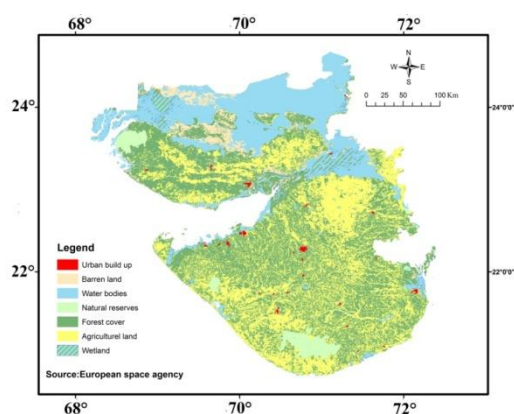 68° 70° 72°
N
W E
S
0 25 50 100 Km
24° 24°0'0"
22° 22°0'0"
Legend
Urban build up
Barren land
Water bodies
Natural reserves
Forest cover
Agriculturel land
Wetland
Source:European space agency
68° 70° 72°